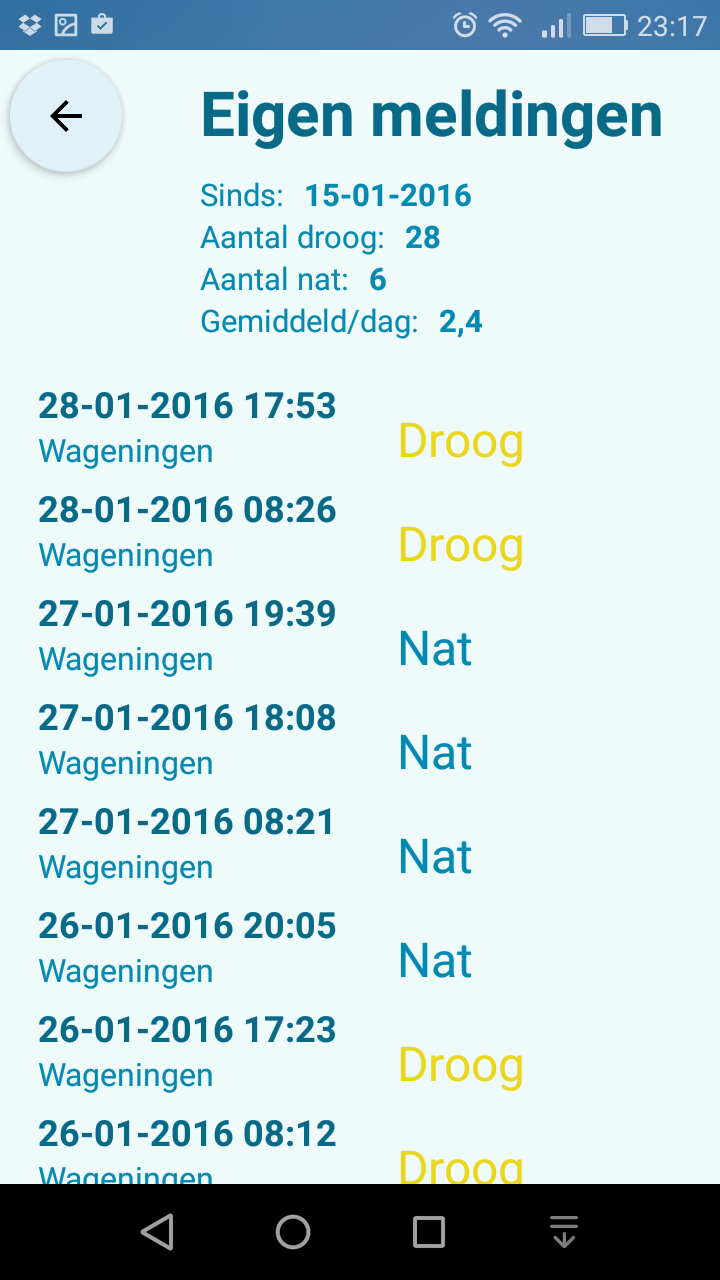 23:17
Eigen meldingen
Sinds: 15-01-2016
Aantal droog: 28
Aantal nat: 6
Gemiddeld/dag: 2,4
28-01-2016 17:53
Wageningen
Droog
28-01-2016 08:26
Wageningen
Droog
27-01-2016 19:39
Wageningen
Nat
27-01-2016 18:08
Wageningen
Nat
27-01-2016 08:21
Wageningen
Nat
26-01-2016 20:05
Wageningen
Nat
26-01-2016 17:23
Wageningen
Droog
26-01-2016 08:12
Wageningen
Droog